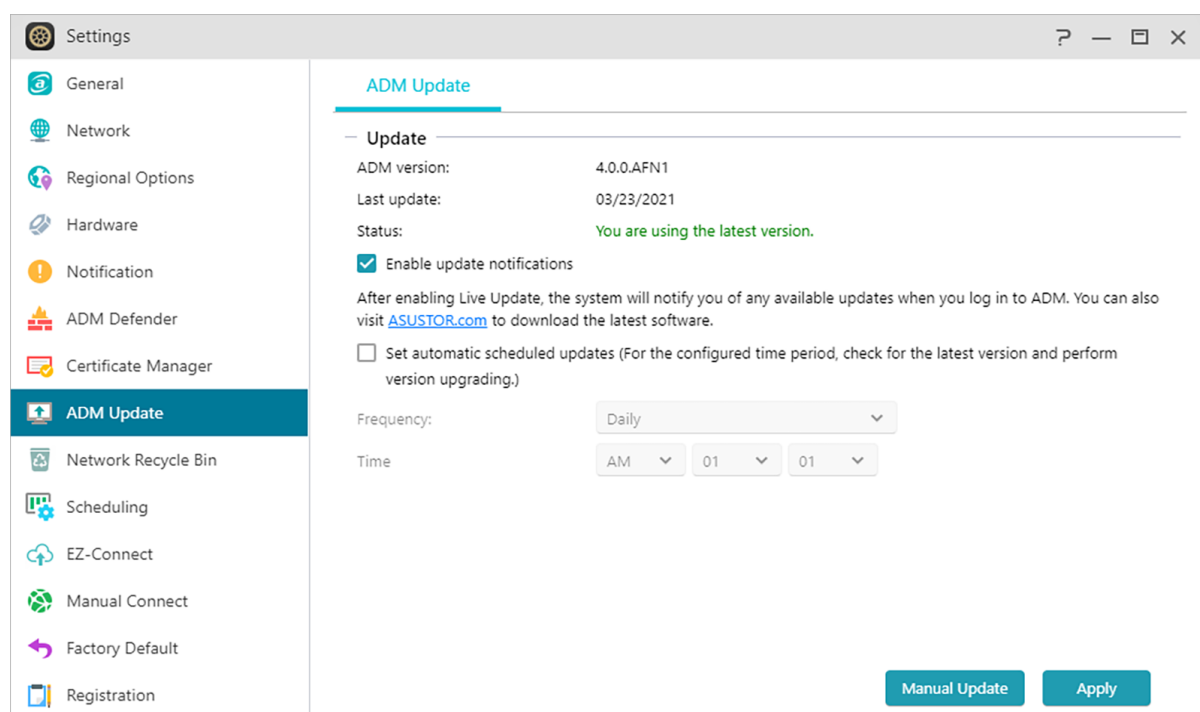 Settings
General
Network
Regional Options
Hardware
Notification
ADM Defender
Certificate Manager
ADM Update
Network Recycle Bin
Scheduling
EZ-Connect
Manual Connect
Factory Default
Registration
ADM Update
Update
ADM version: 4.0.0.AFN1
Last update: 03/23/2021
Status: You are using the latest version.
Enable update notifications
After enabling Live Update, the system will notify you of any available updates when you log in to ADM. You can also
visit ASUSTOR.com to download the latest software.
Set automatic scheduled updates (For the configured time period, check for the latest version and perform
version upgrading.)
Frequency: Daily
Time AM 01 01
Manual Update Apply